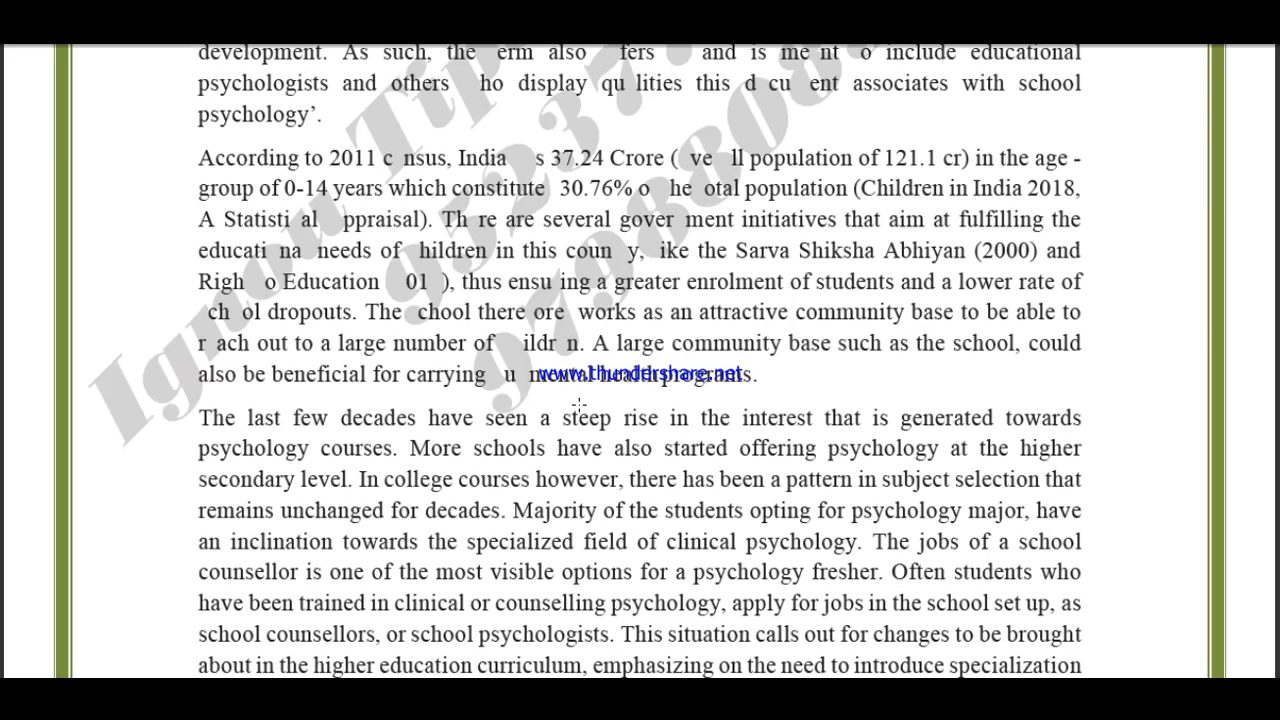 development. As such, the erm also fers and is me nt o include educational
psychologists and others ho display qu lities this d cu ent associates with school
psychology’.
According to 2011 c nsus, India s 37.24 Crore ( ve ll population of 121.1 cr) in the age -
group of 0-14 years which constitute 30.76% o he otal population (Children in India 2018,
A Statisti al ppraisal). Th re are several gover ment initiatives that aim at fulfilling the
educati na needs of hildren in this coun y, ike the Sarva Shiksha Abhiyan (2000) and
Righ o Education 01 ), thus ensu ing a greater enrolment of students and a lower rate of
ch ol dropouts. The chool there ore works as an attractive community base to be able to
r ach out to a large number of ildr n. A large community base such as the school, could
also be beneficial for carrying u mental health programs.
www.thundershare.net
The last few decades have seen a steep rise in the interest that is generated towards
psychology courses. More schools have also started offering psychology at the higher
secondary level. In college courses however, there has been a pattern in subject selection that
remains unchanged for decades. Majority of the students opting for psychology major, have
an inclination towards the specialized field of clinical psychology. The jobs of a school
counsellor is one of the most visible options for a psychology fresher. Often students who
have been trained in clinical or counselling psychology, apply for jobs in the school set up, as
school counsellors, or school psychologists. This situation calls out for changes to be brought
about in the higher education curriculum, emphasizing on the need to introduce specialization
Ignou Tip